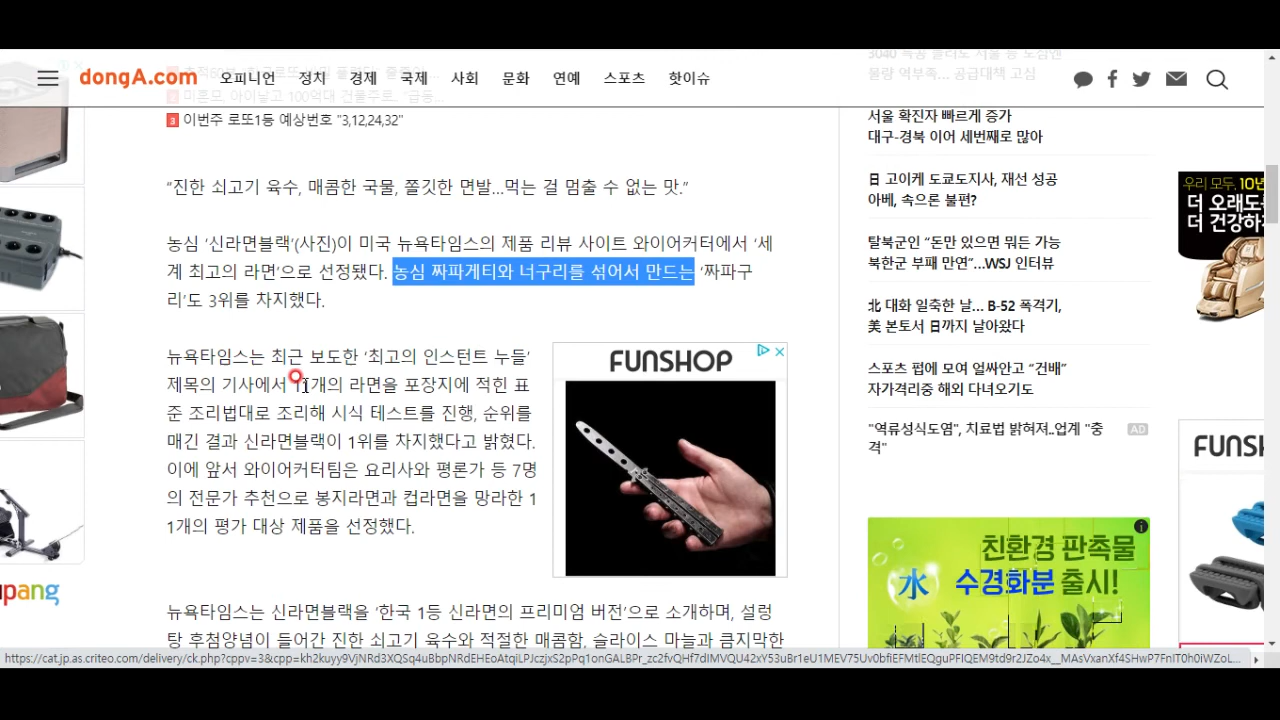 dongA.com
오피니언 정치 경제 국제 사회 문화 연예 스포츠 핫이슈
3 이번주 로또1등 예상번호 "3,12,24,32"
“진한 쇠고기 육수, 매콤한 국물, 쫄깃한 면발…먹는 걸 멈출 수 없는 맛.”
농심 ‘신라면블랙’(사진)이 미국 뉴욕타임스의 제품 리뷰 사이트 와이어커터에서 ‘세
계 최고의 라면’으로 선정됐다. 농심 짜파게티와 너구리를 섞어서 만드는 ‘짜파구
리’도 3위를 차지했다.
뉴욕타임스는 최근 보도한 ‘최고의 인스턴트 누들’
제목의 기사에서 11개의 라면을 포장지에 적힌 표
준 조리법대로 조리해 시식 테스트를 진행, 순위를
매긴 결과 신라면블랙이 1위를 차지했다고 밝혔다.
이에 앞서 와이어커터팀은 요리사와 평론가 등 7명
의 전문가 추천으로 봉지라면과 컵라면을 망라한 1
1개의 평가 대상 제품을 선정했다.
FUNSHOP
뉴욕타임스는 신라면블랙을 ‘한국 1등 신라면의 프리미엄 버전’으로 소개하며, 설렁
탕 후첨양념이 들어간 진한 쇠고기 육수와 적절한 매콤함, 슬라이스 마늘과 큼지막한
서울 확진자 빠르게 증가
대구-경북 이어 세번째로 많아
日 고이케 도쿄도지사, 재선 성공
아베, 속으론 불편?
탈북군인 “돈만 있으면 뭐든 가능
북한군 부패 만연”…WSJ 인터뷰
北 대화 일축한 날… B-52 폭격기,
美 본토서 日까지 날아왔다
스포츠 펍에 모여 얼싸안고 “건배”
자가격리중 해외 다녀오기도
"역류성식도염", 치료법 밝혀져..업계 "충
격"
AD
친환경 판촉물
水 수경화분 출시!
우리 모두, 10년
더 오래도
더 건강하
FUNSH
upang